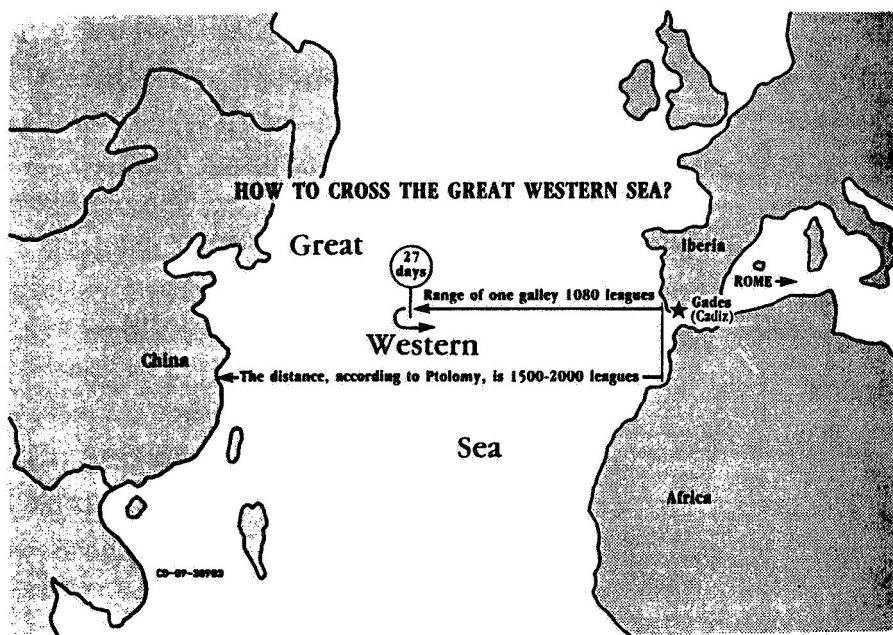 HOW TO CROSS THE GREAT WESTERN SEA?
Great
Iberia
27
days
ROME
Range of one galley 1080 leagues
Gades
(Cadiz)
Western
China
The distance, according to Ptolomy, is 1500-2000 leagues
Sea
Africa
CD-87-28983